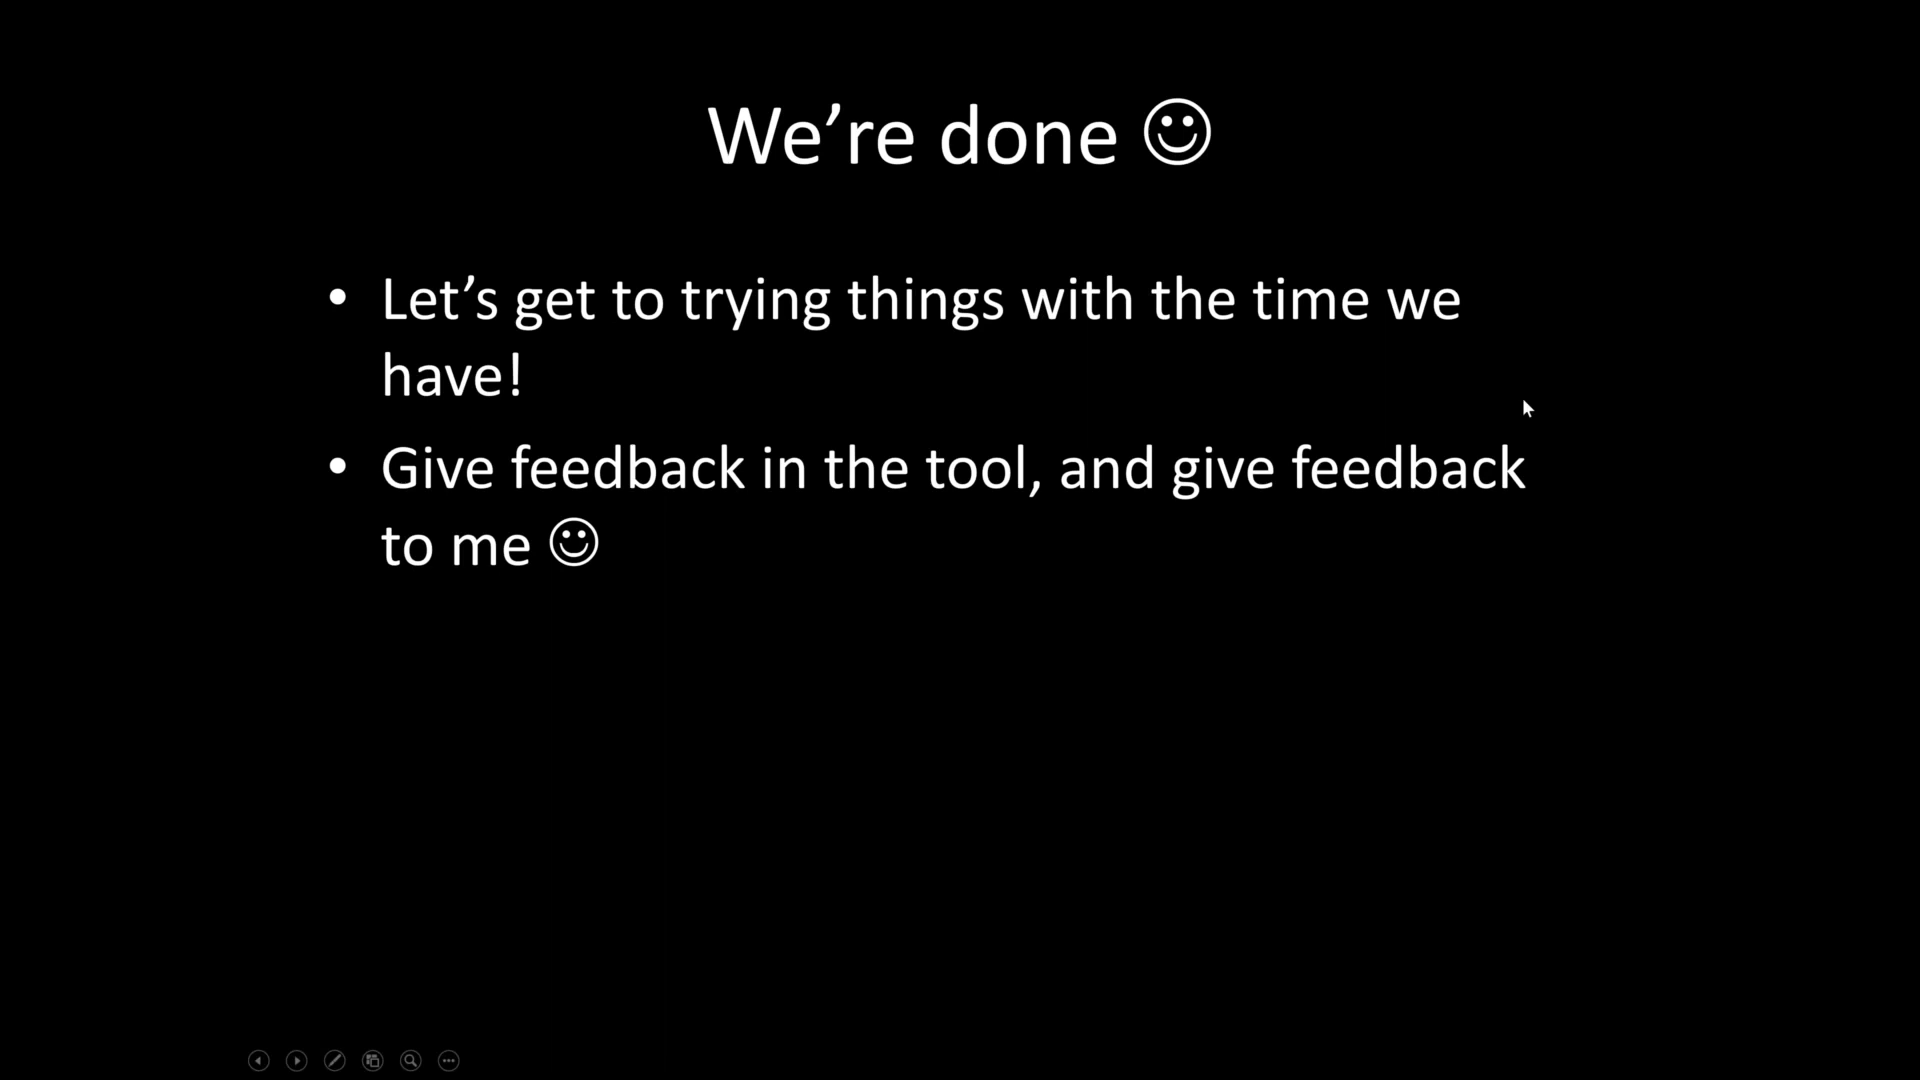 We’re done ☺
• Let’s get to trying things with the time we
have!
• Give feedback in the tool, and give feedback
to me ☺